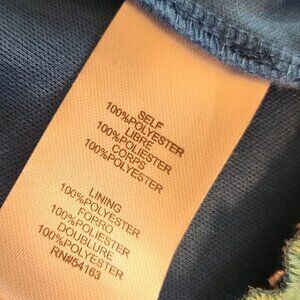 SELF
100%POLYESTER
LIBRE
100%POLIESTER
CORPS
100%POLYESTER
LINING
100%POLYESTER
FORRO
100%POLIESTER
DOUBLURE
100%POLYESTER
RN#54163